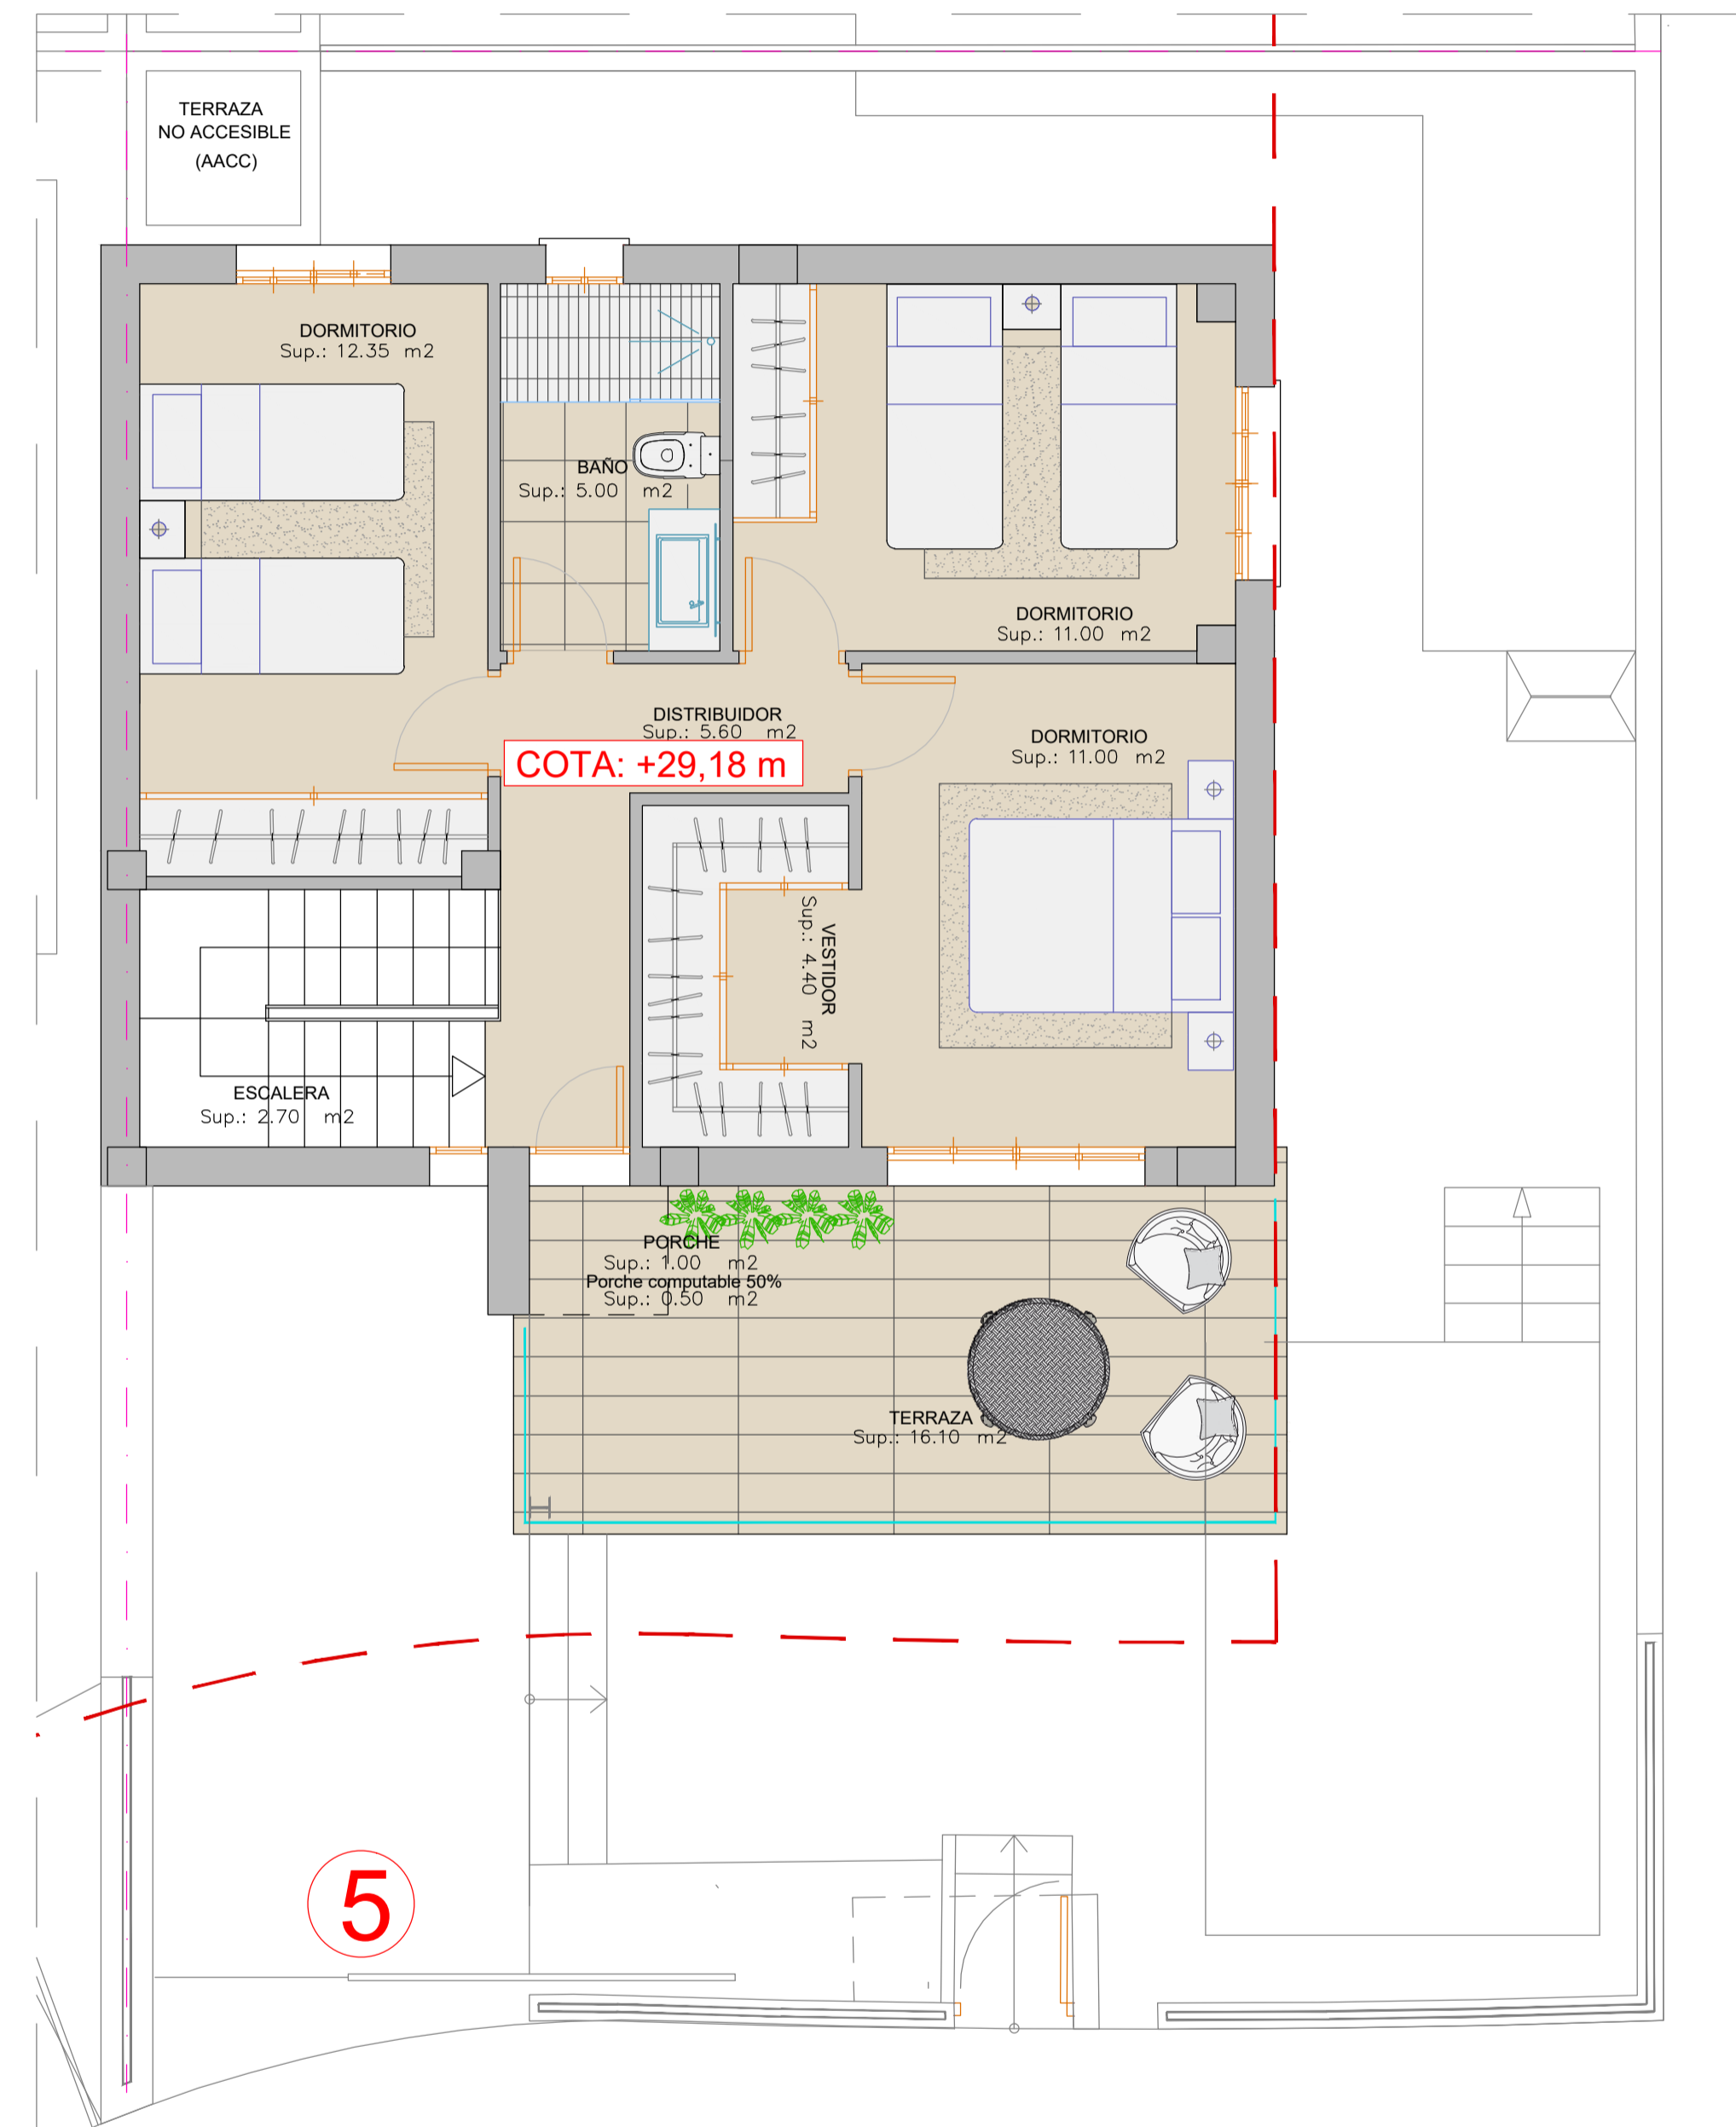 TERRAZA
NO ACCESIBLE
(AACC)
DORMITORIO
Sup.: 12.35 m2
BAÑO
Sup.: 5.00 m2
DORMITORIO
Sup.: 11.00 m2
DISTRIBUIDOR
Sup.: 5.60 m2
COTA: +29,18 m
DORMITORIO
Sup.: 11.00 m2
VESTIDOR
Sup.: 4.40 m2
ESCALERA
Sup.: 2.70 m2
PORCHE
Sup.: 1.00 m2
Porche computable 50%
Sup.: 0.50 m2
TERRAZA
Sup.: 16.10 m2
5